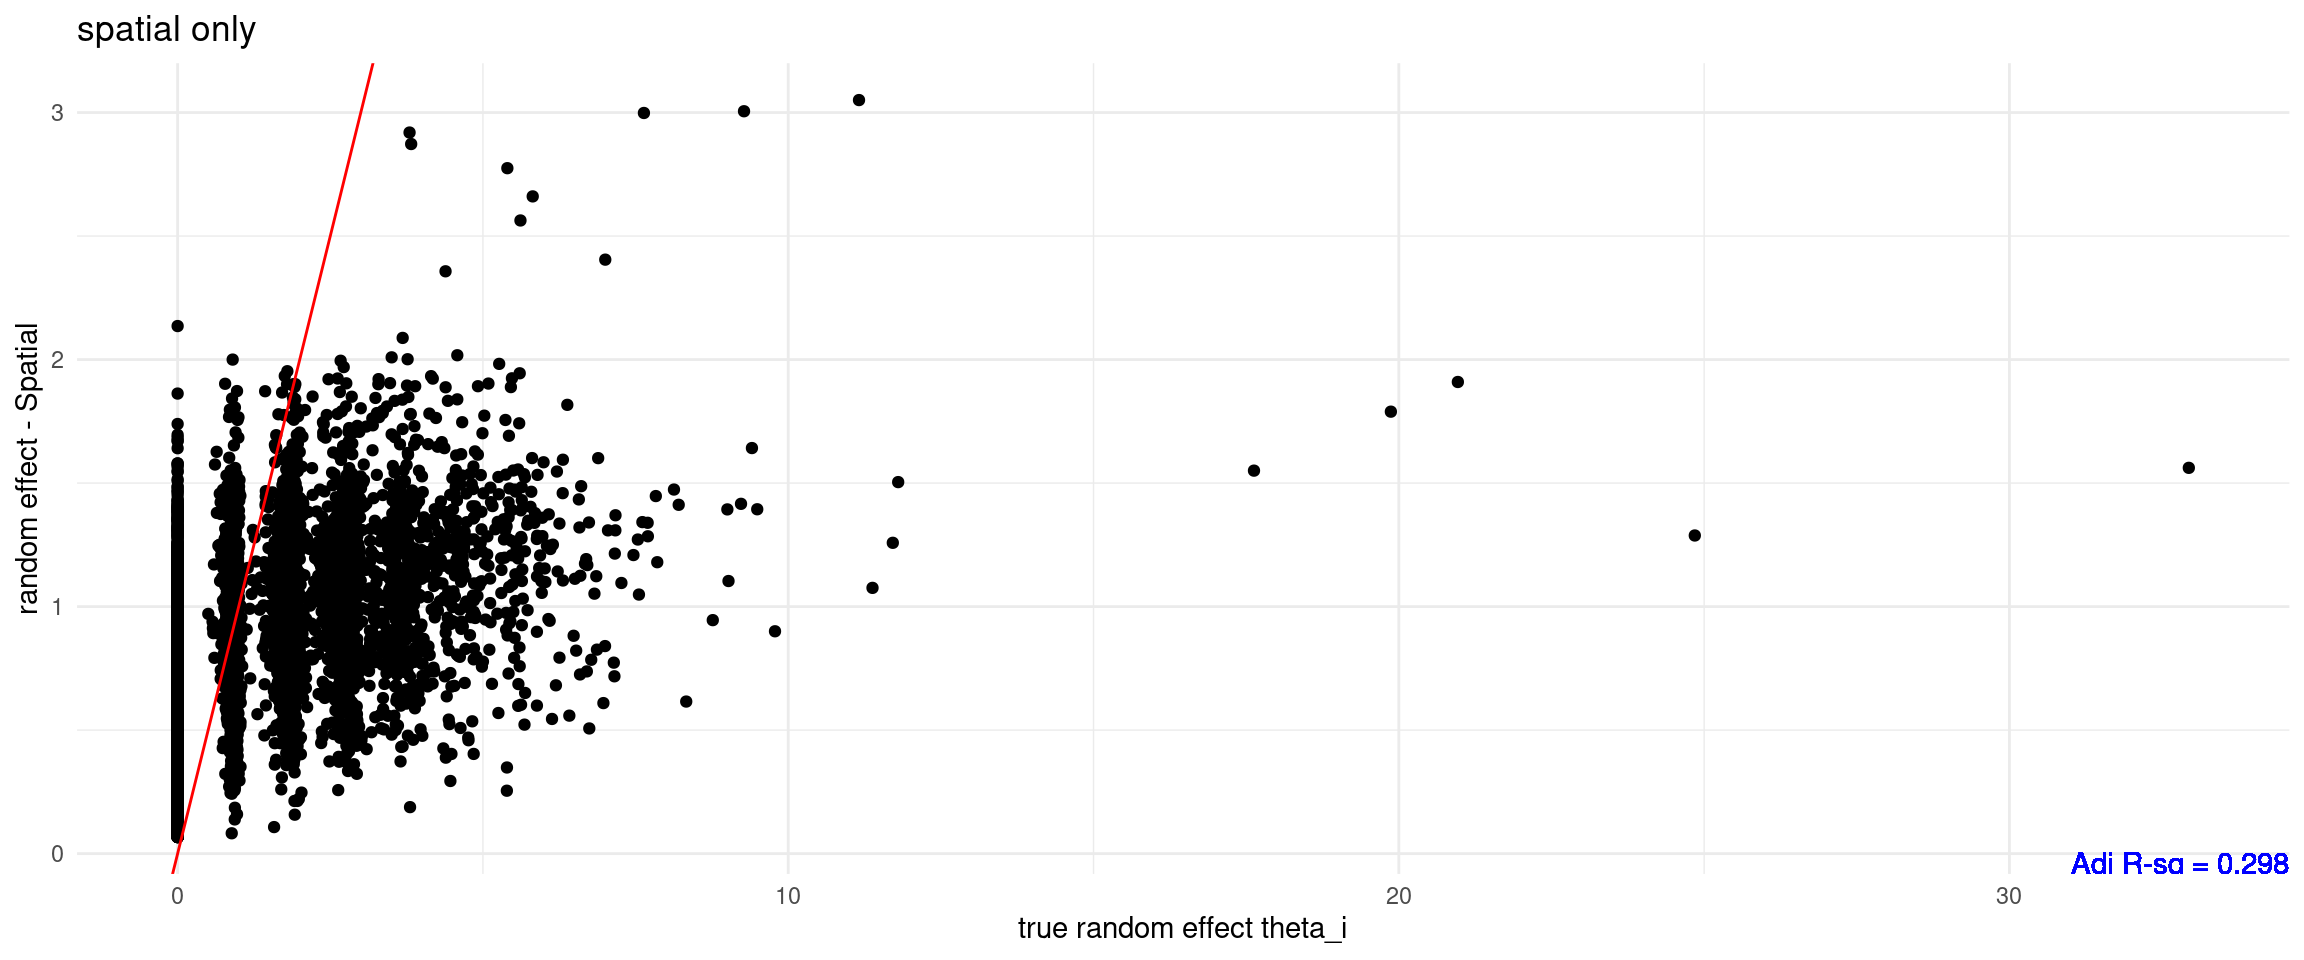 spatial only
3
2
1
0
random effect - Spatial
Adj R-sq = 0.298
0
10
20
30
true random effect theta_i